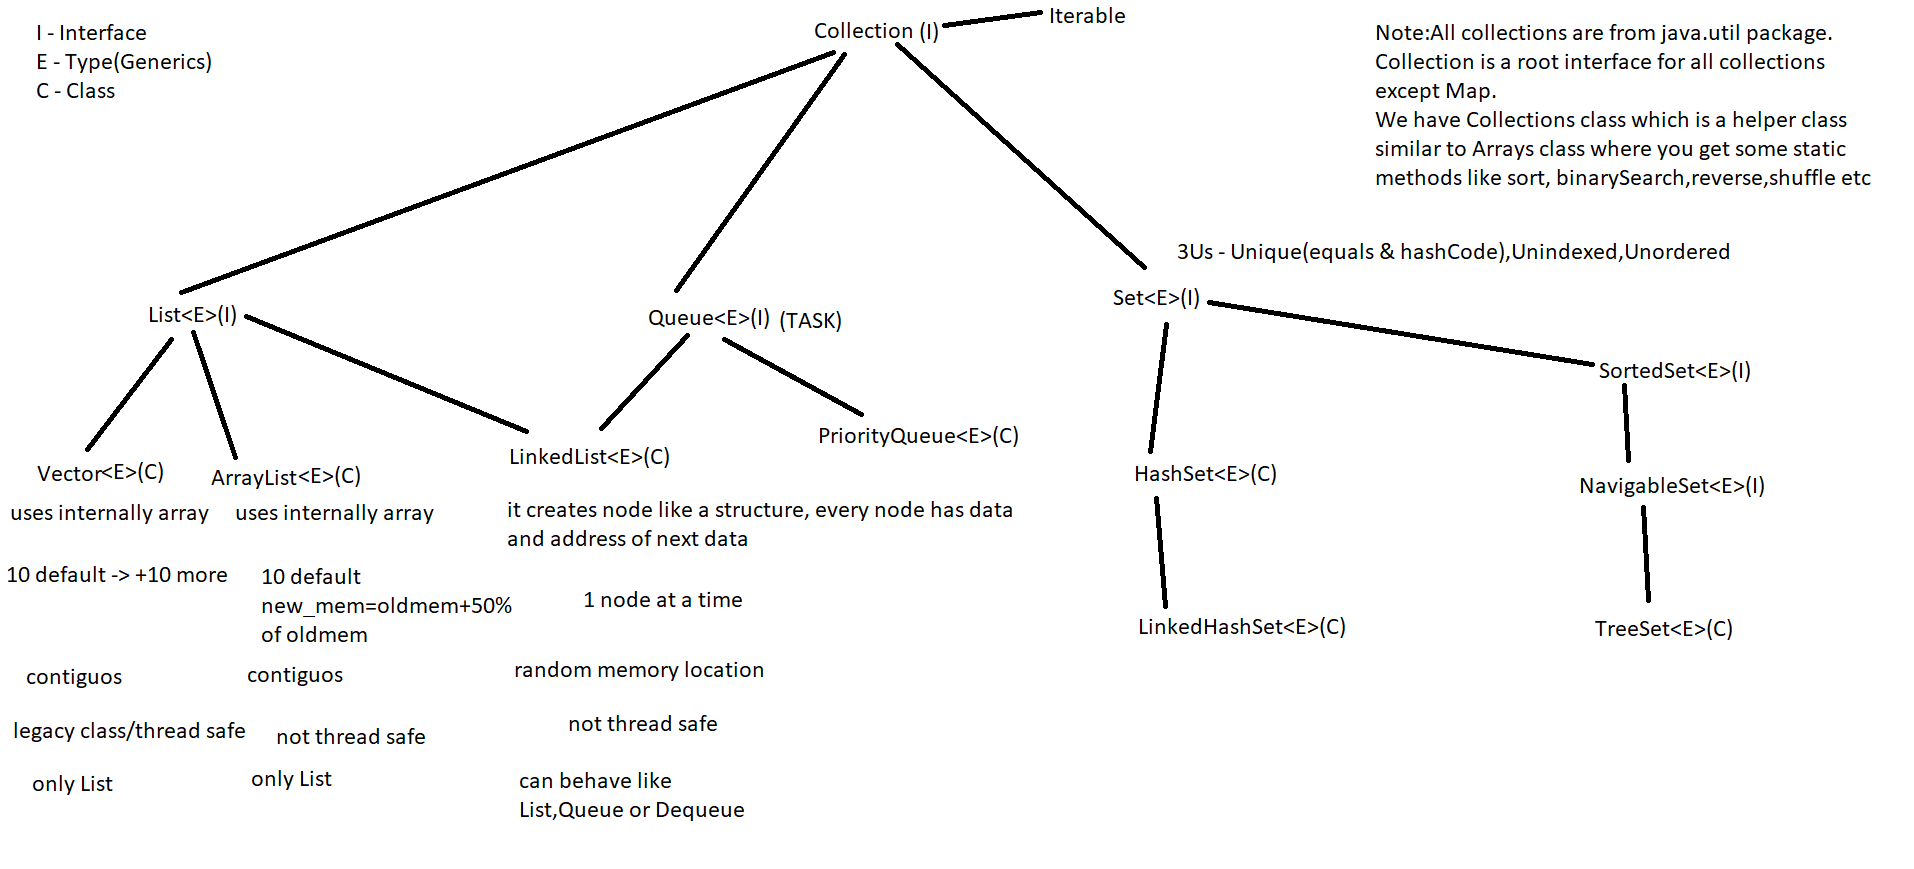 I - Interface
E - Type(Generics)
C - Class
Collection (I)
Iterable
Note:All collections are from java.util package.
Collection is a root interface for all collections
except Map.
We have Collections class which is a helper class
similar to Arrays class where you get some static
methods like sort, binarySearch,reverse,shuffle etc
3Us - Unique(equals & hashCode),Unindexed,Unordered
List<E>(I)
Queue<E>(I) (TASK)
Set<E>(I)
SortedSet<E>(I)
Vector<E>(C)
ArrayList<E>(C)
LinkedList<E>(C)
PriorityQueue<E>(C)
HashSet<E>(C)
NavigableSet<E>(I)
uses internally array
uses internally array
it creates node like a structure, every node has data
and address of next data
10 default -> +10 more
10 default
new_mem=oldmem+50%
of oldmem
1 node at a time
LinkedHashSet<E>(C)
TreeSet<E>(C)
contiguos
contiguos
random memory location
legacy class/thread safe
not thread safe
not thread safe
only List
only List
can behave like
List,Queue or Dequeue